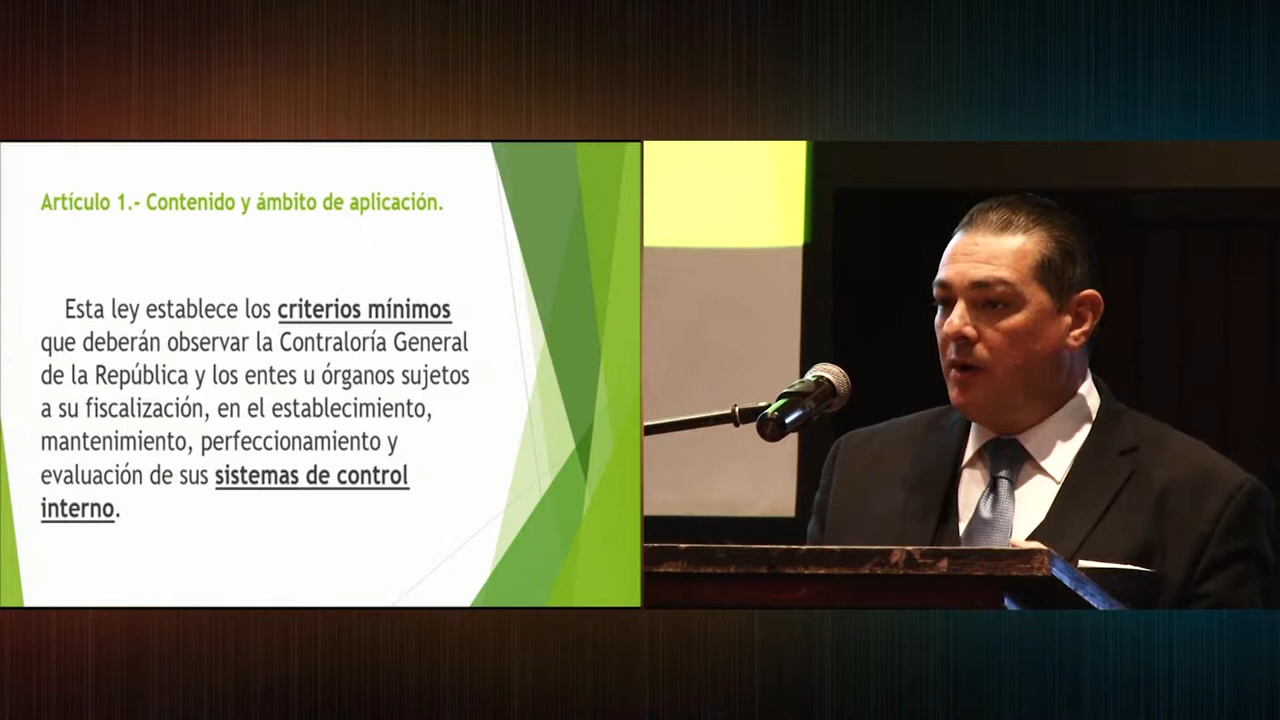 Artículo 1.- Contenido y ámbito de aplicación.
Esta ley establece los criterios mínimos
que deberán observar la Contraloría General
de la República y los entes u órganos sujetos
a su fiscalización, en el establecimiento,
mantenimiento, perfeccionamiento y
evaluación de sus sistemas de control
interno.